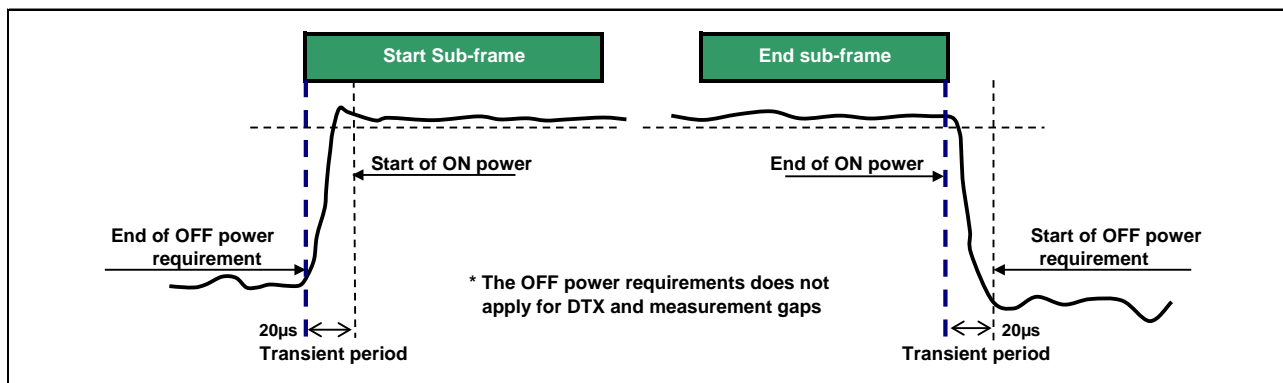 Start Sub-frame
End sub-frame
Start of ON power
End of ON power
End of OFF power
requirement
Start of OFF power
requirement
* The OFF power requirements does not
apply for DTX and measurement gaps
20µs
Transient period
20µs
Transient period